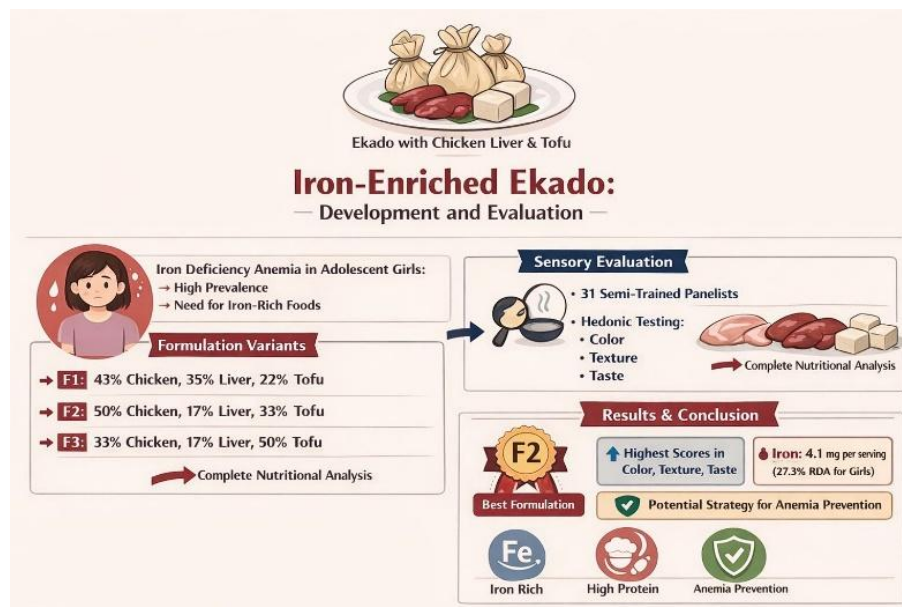 Ekado with Chicken Liver & Tofu
Iron-Enriched Ekado:
Development and Evaluation
Iron Deficiency Anemia in Adolescent Girls:
→ High Prevalence
→ Need for Iron-Rich Foods
Formulation Variants
F1: 43% Chicken, 35% Liver, 22% Tofu
F2: 50% Chicken, 17% Liver, 33% Tofu
F3: 33% Chicken, 17% Liver, 50% Tofu
Complete Nutritional Analysis
Sensory Evaluation
• 31 Semi-Trained Panelists
• Hedonic Testing:
• Color
• Texture
• Taste
Complete Nutritional Analysis
Results & Conclusion
F2
Best Formulation
Highest Scores in
Color, Texture, Taste
Iron: 4.1 mg per serving
(27.3% RDA for Girls)
Potential Strategy for Anemia Prevention
Fe
Iron Rich
High Protein
Anemia Prevention